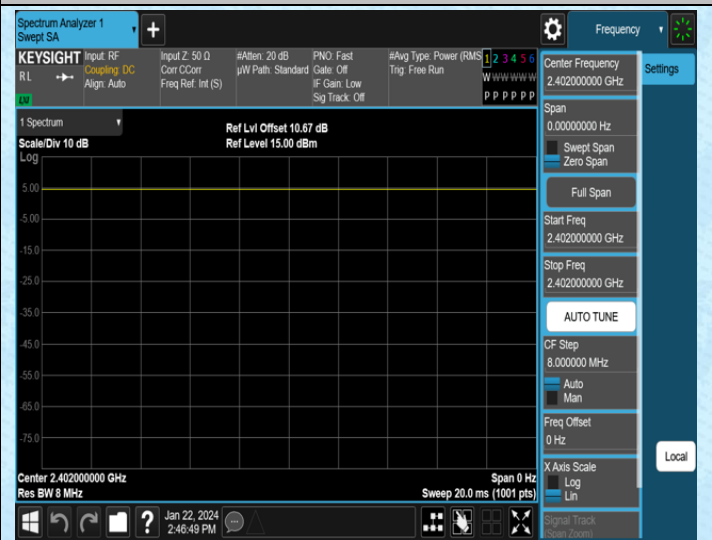 Spectrum Analyzer 1
Swept SA
+
Frequency
KEYSIGHT
R L
LXI
Input: RF
Coupling: DC
Align: Auto
Input Z: 50 Ω
Corr CCorr
Freq Ref: Int (S)
#Atten: 20 dB
µW Path: Standard
PNO: Fast
Gate: Off
IF Gain: Low
Sig Track: Off
#Avg Type: Power (RMS
Trig: Free Run
1 2 3 4 5 6
W W W W W W
P P P P P P
1 Spectrum
Scale/Div 10 dB
Ref Lvl Offset 10.67 dB
Ref Level 15.00 dBm
Log
5.00
-5.00
-15.0
-25.0
-35.0
-45.0
-55.0
-65.0
-75.0
Center 2.402000000 GHz
Res BW 8 MHz
Span 0 Hz
Sweep 20.0 ms (1001 pts)
?
Jan 22, 2024
2:46:49 PM
Center Frequency
2.402000000 GHz
Span
0.00000000 Hz
Swept Span
Zero Span
Full Span
Start Freq
2.402000000 GHz
Stop Freq
2.402000000 GHz
AUTO TUNE
CF Step
8.000000 MHz
Auto
Man
Freq Offset
0 Hz
X Axis Scale
Log
Lin
Signal Track
(Span Zoom)
Settings
Local